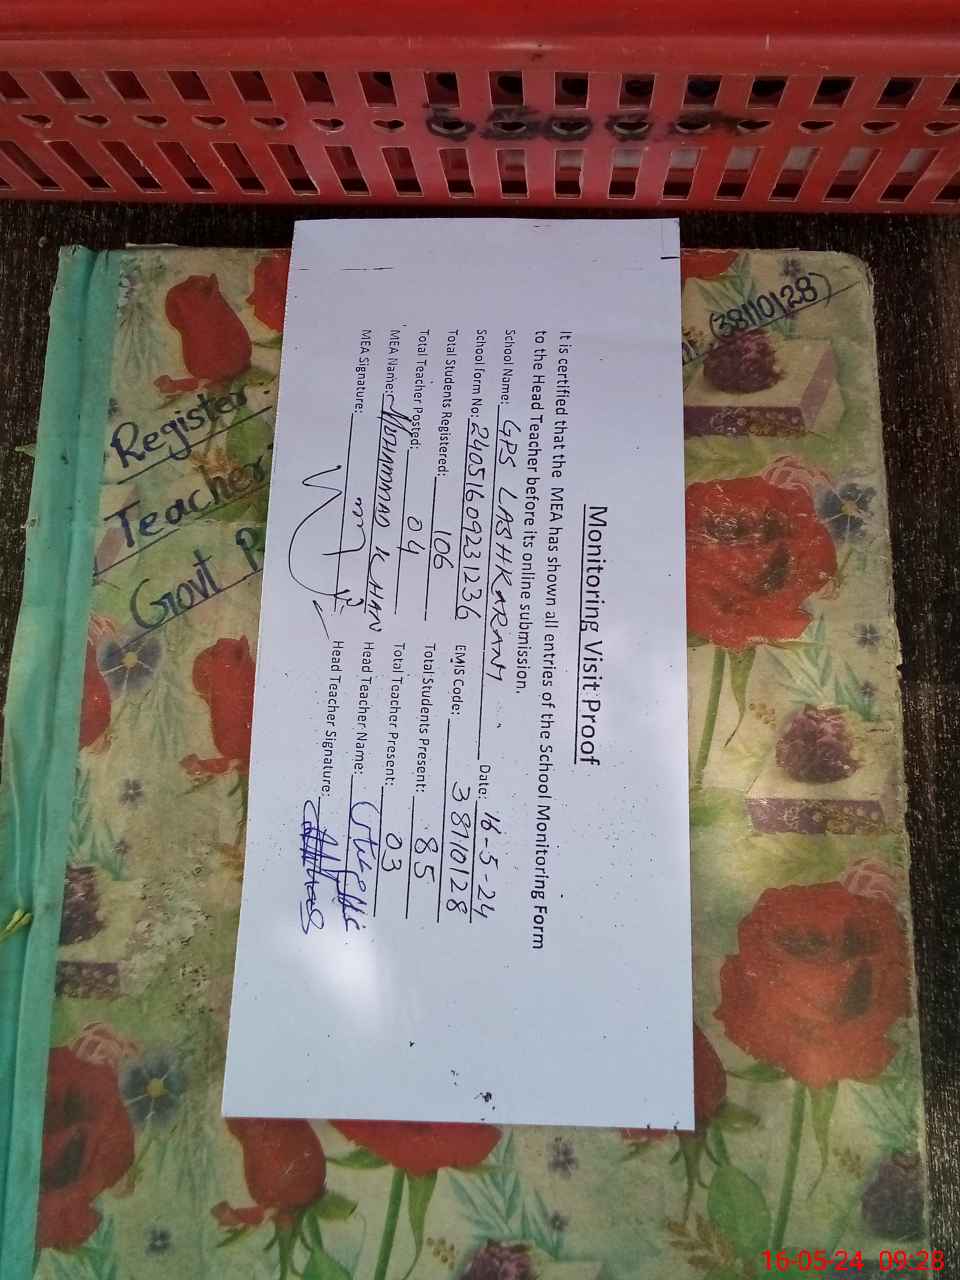 Monitoring Visit Proof
It is certified that the MEA has shown all entries of the School Monitoring Form
to the Head Teacher before its online submission.
School Name: GPS LASHKARAN Date: 16-5-24
School form No: 24051609231236 EMIS Code: 38110128
Total Students Registered: 106 Total Students Present: 85
Total Teacher Posted: 04 Total Teacher Present: 03
MEA Name: MUHAMMAD KHAN Head Teacher Name:
MEA Signature: Head Teacher Signature:
(38110128)
Register
Teacher
Govt
16-05-24 09:28